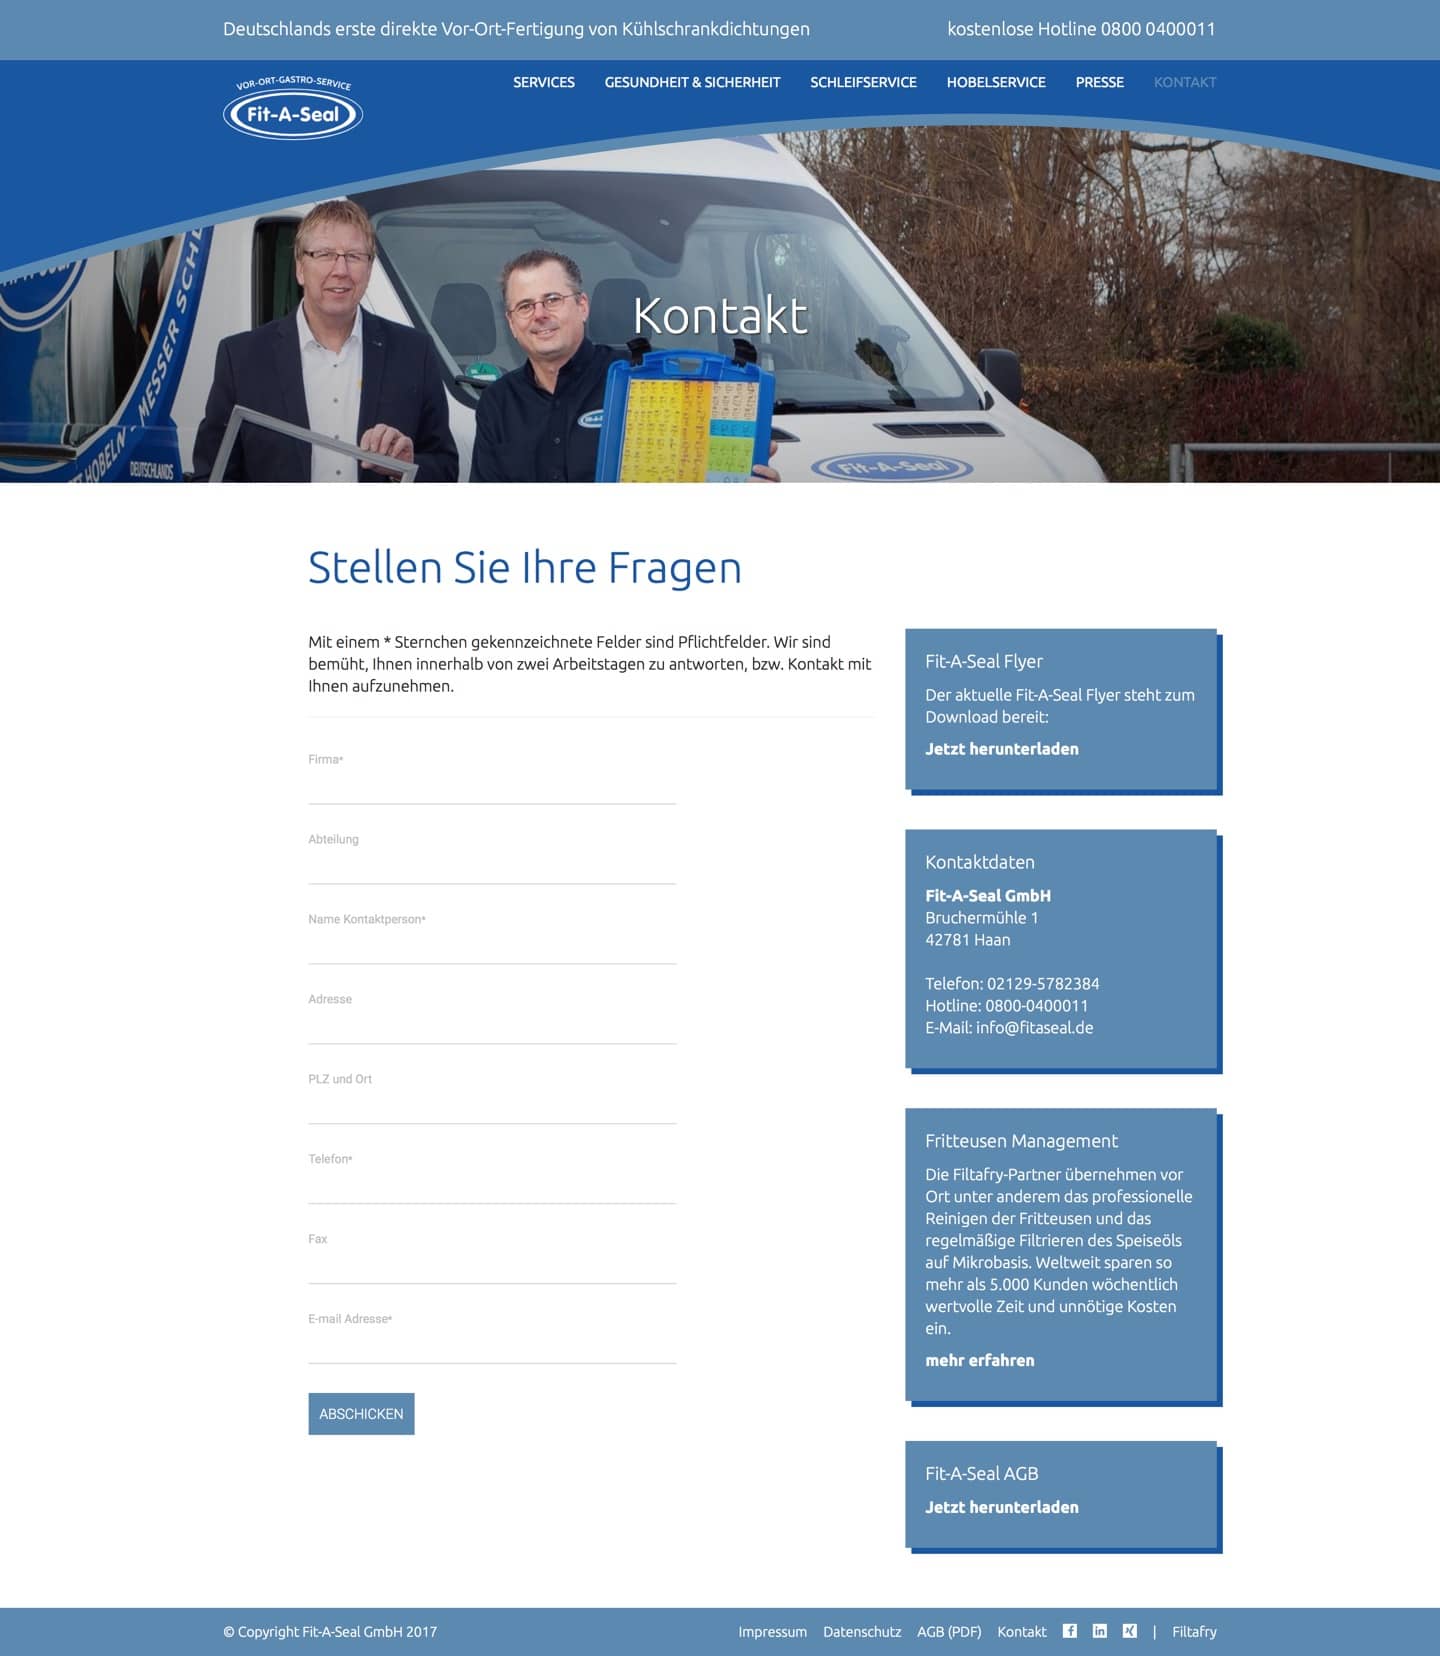 Deutschlands erste direkte Vor-Ort-Fertigung von Kühlschrankdichtungen
kostenlose Hotline 0800 0400011
VOR-ORT-GASTRO-SERVICE
Fit-A-Seal
SERVICES
GESUNDHEIT & SICHERHEIT
SCHLEIFSERVICE
HOBELSERVICE
PRESSE
KONTAKT
HOBELN
MESSER
DEUTSCHLANDS
Kontakt
Fit-A-Seal
Stellen Sie Ihre Fragen
Mit einem * Sternchen gekennzeichnete Felder sind Pflichtfelder. Wir sind
bemüht, Ihnen innerhalb von zwei Arbeitstagen zu antworten, bzw. Kontakt mit
Ihnen aufzunehmen.
Firma*
Abteilung
Name Kontaktperson*
Adresse
PLZ und Ort
Telefon*
Fax
E-mail Adresse*
ABSCHICKEN
Fit-A-Seal Flyer
Der aktuelle Fit-A-Seal Flyer steht zum
Download bereit:
Jetzt herunterladen
Kontaktdaten
Fit-A-Seal GmbH
Bruchermühle 1
42781 Haan
Telefon: 02129-5782384
Hotline: 0800-0400011
E-Mail: info@fitaseal.de
Fritteusen Management
Die Filtafry-Partner übernehmen vor
Ort unter anderem das professionelle
Reinigen der Fritteusen und das
regelmäßige Filtrieren des Speiseöls
auf Mikrobasis. Weltweit sparen so
mehr als 5.000 Kunden wöchentlich
wertvolle Zeit und unnötige Kosten
ein.
mehr erfahren
Fit-A-Seal AGB
Jetzt herunterladen
© Copyright Fit-A-Seal GmbH 2017
Impressum
Datenschutz
AGB (PDF)
Kontakt
|
Filtafry